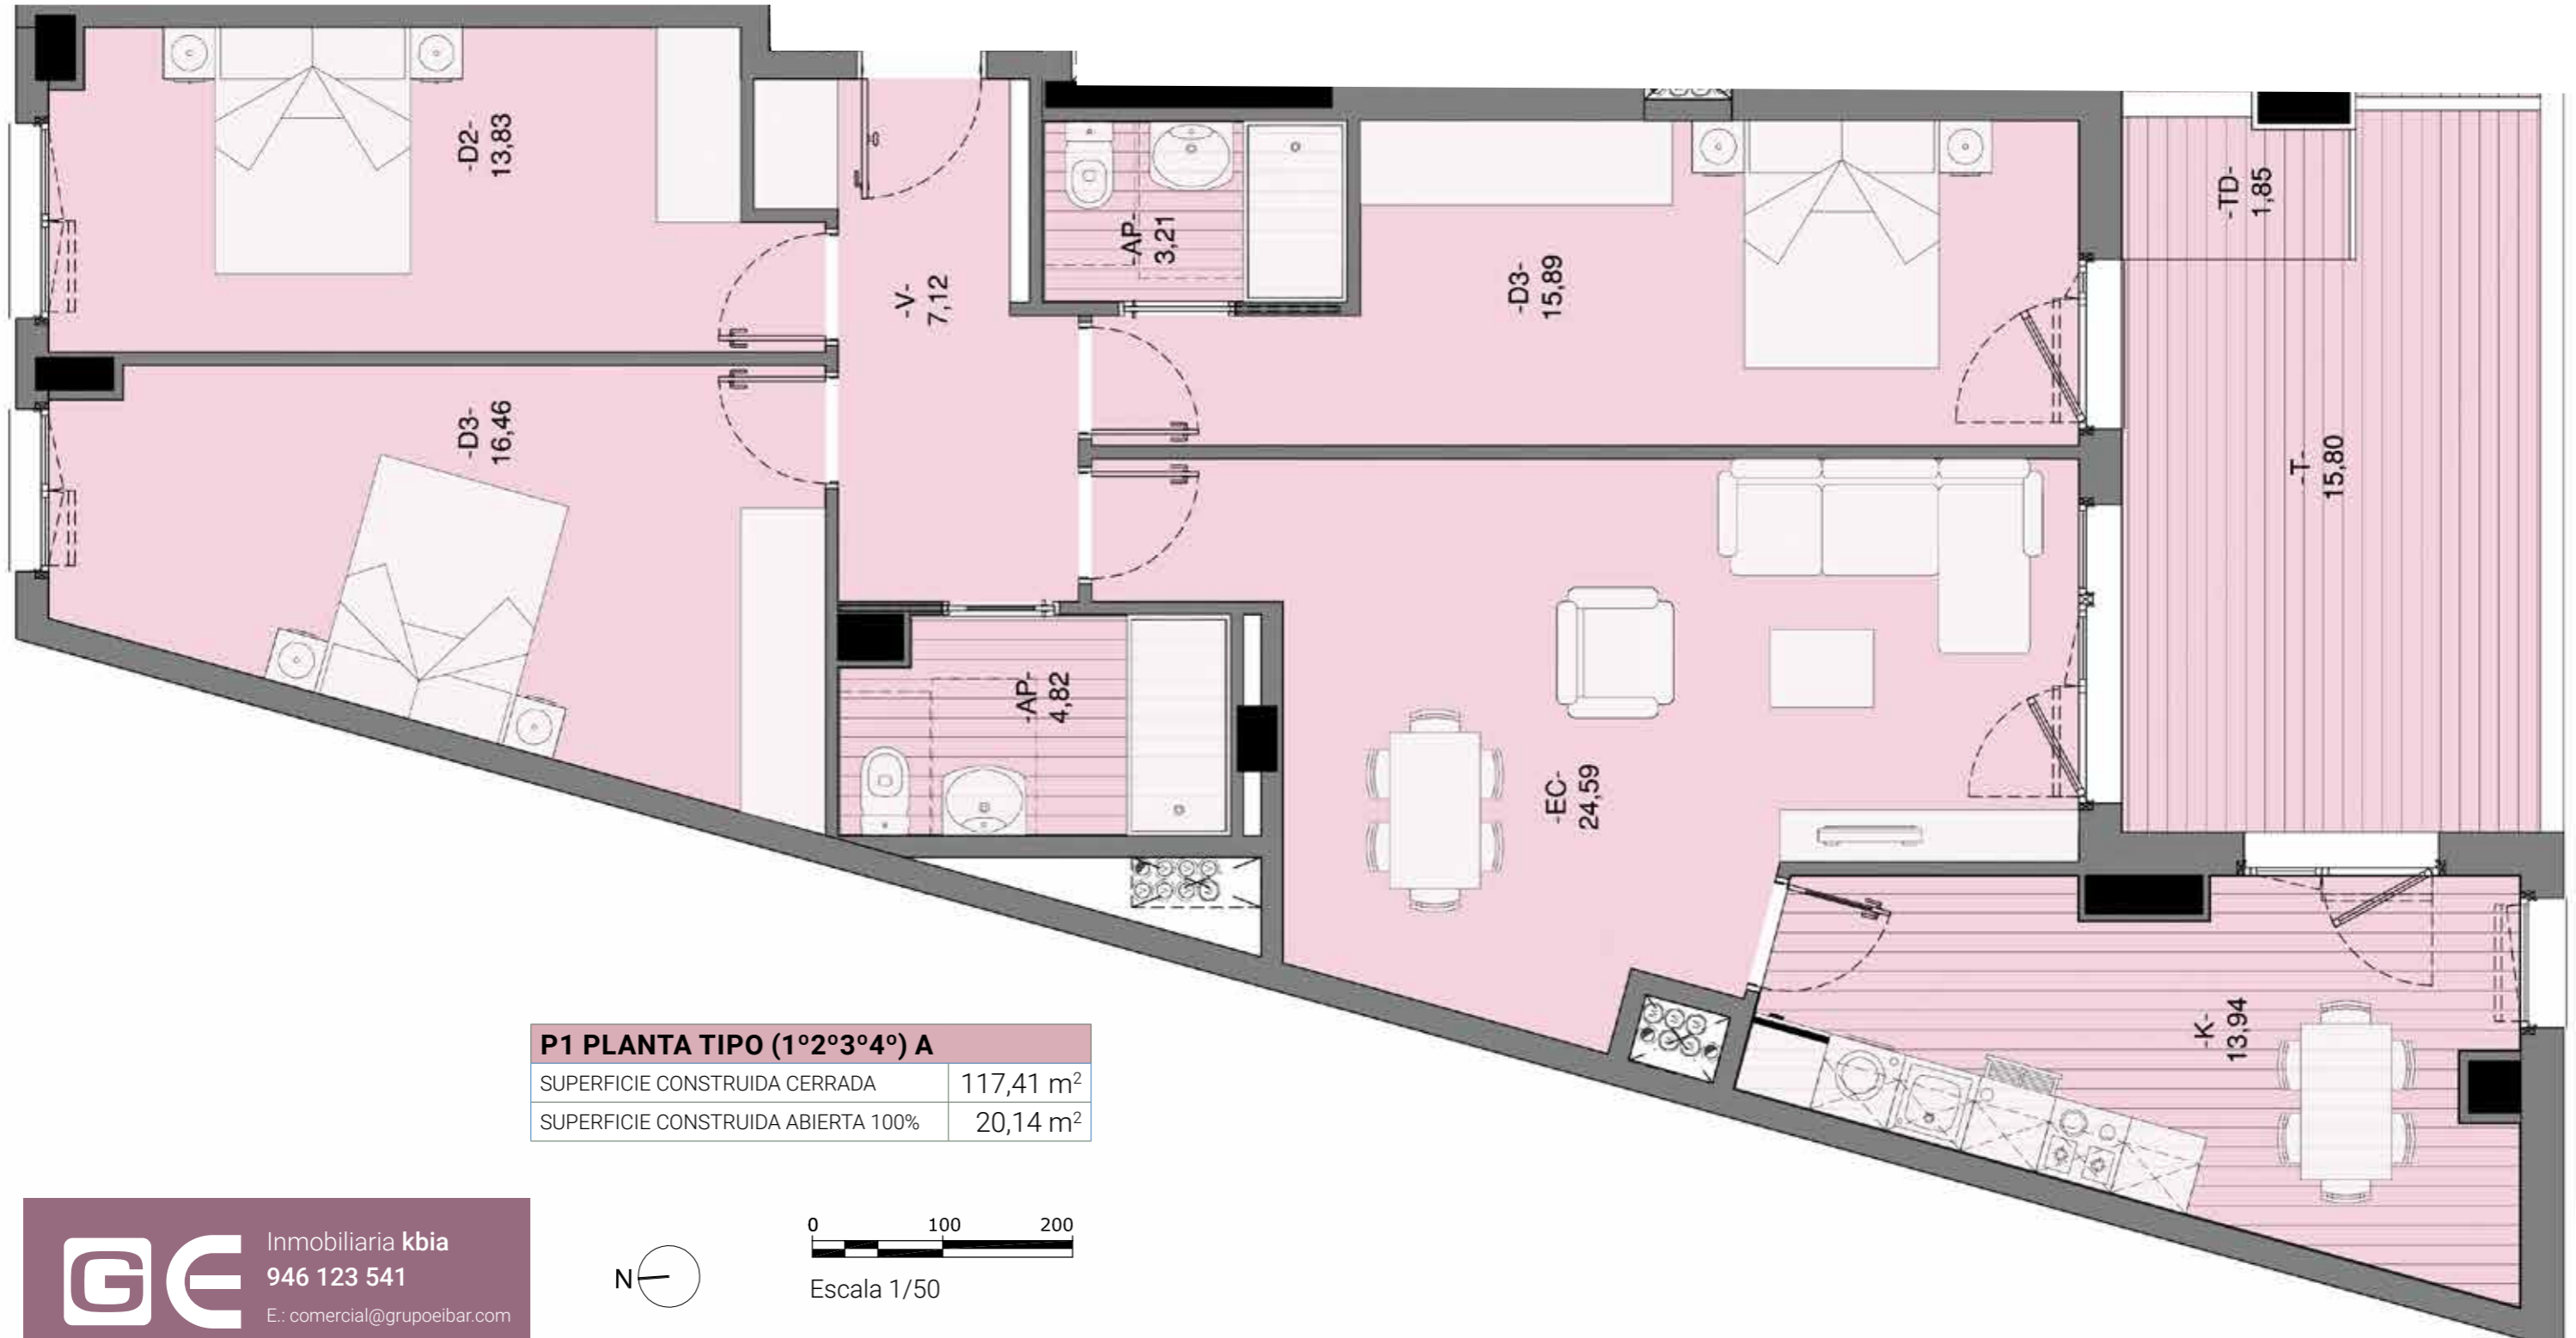 -D2-
13,83
-V-
7,12
-AP-
3,21
-D3-
15,89
-TD-
1,85
-D3-
16,46
-T-
15,80
-AP-
4,82
-EC-
24,59
-K-
13,94
P1 PLANTA TIPO (1º2º3º4º) A
SUPERFICIE CONSTRUIDA CERRADA 117,41 m²
SUPERFICIE CONSTRUIDA ABIERTA 100% 20,14 m²
GE
Inmobiliaria kbia
946 123 541
E.: comercial@grupoeibar.com
N
0 100 200
Escala 1/50